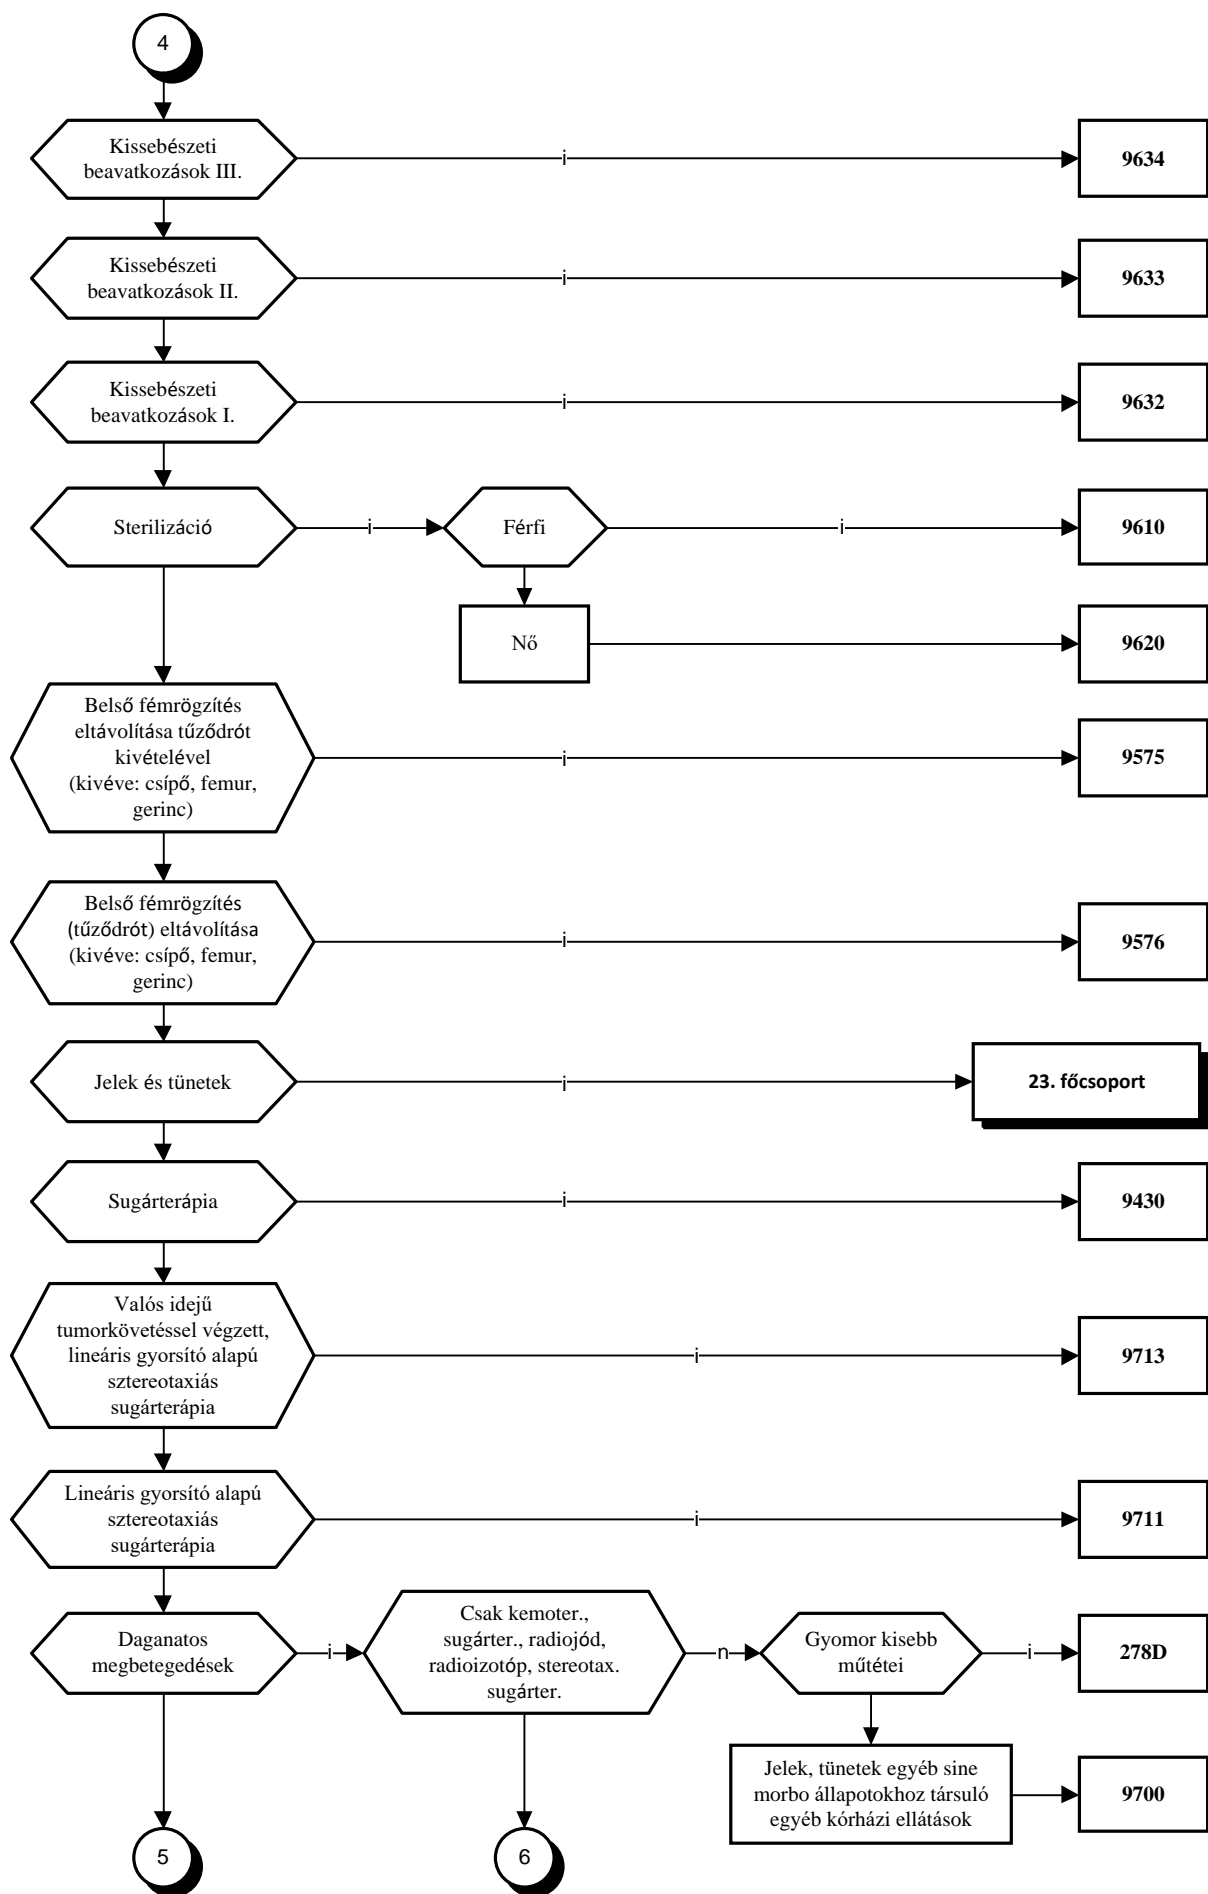 4
Kissebészeti
beavatkozások III.
i
9634
Kissebészeti
beavatkozások II.
i
9633
Kissebészeti
beavatkozások I.
i
9632
Sterilizáció
i
Férfi
i
9610
Nő
9620
Belső fémrögzítés
eltávolítása tűződrót
kivételével
(kivéve: csípő, femur,
gerinc)
i
9575
Belső fémrögzítés
(tűződrót) eltávolítása
(kivéve: csípő, femur,
gerinc)
i
9576
Jelek és tünetek
i
23. főcsoport
Sugárterápia
i
9430
Valós idejű
tumorkövetéssel végzett,
lineáris gyorsító alapú
sztereotaxiás
sugárterápia
i
9713
Lineáris gyorsító alapú
sztereotaxiás
sugárterápia
i
9711
Daganatos
megbetegedések
i
Csak kemoter.,
sugárter., radiojód,
radioizotóp, stereotax.
sugárter.
n
Gyomor kisebb
műtétei
i
278D
Jelek, tünetek egyéb sine
morbo állapotokhoz társuló
egyéb kórházi ellátások
9700
5
6